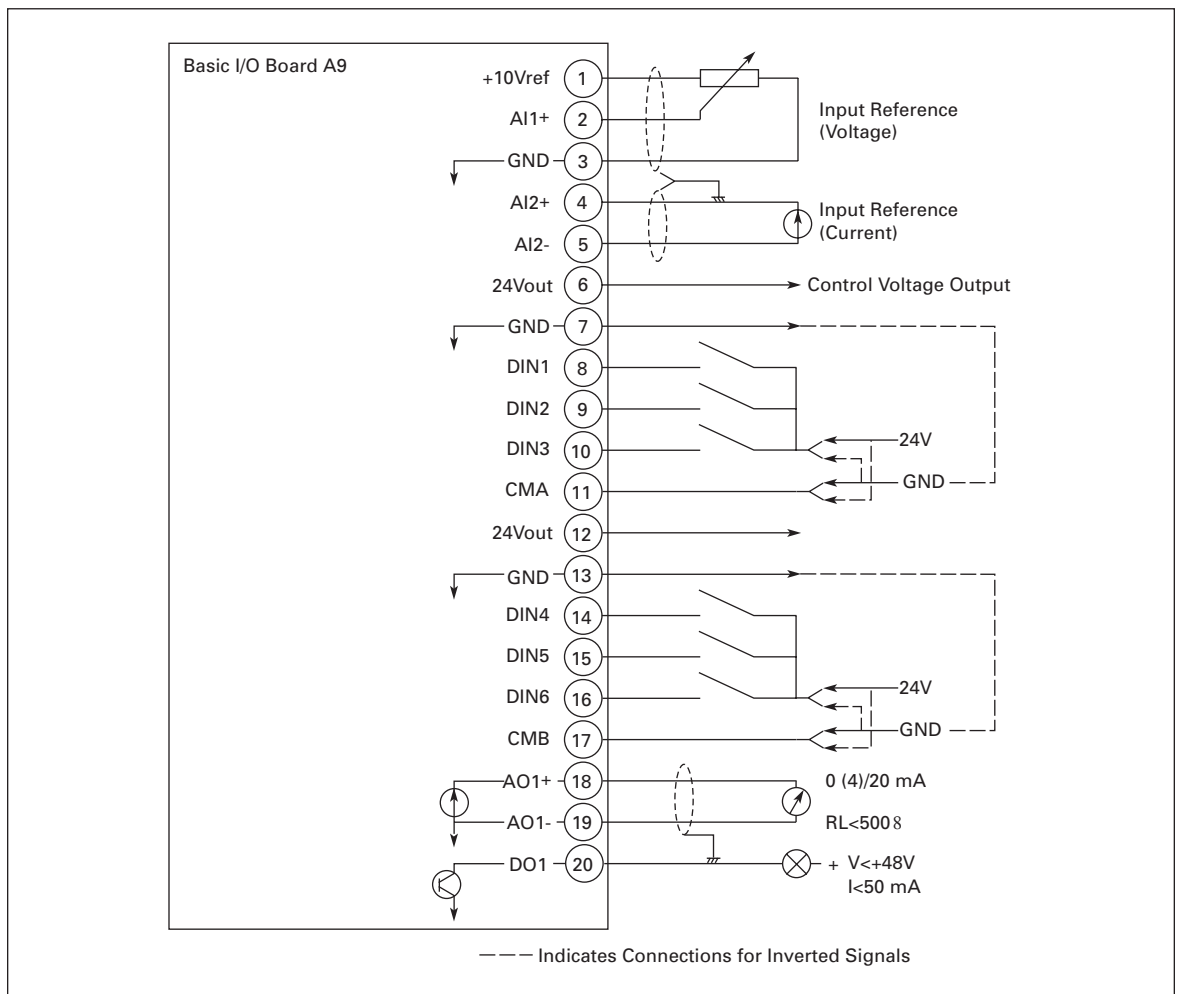 Basic I/O Board A9
+10Vref 1
AI1+ 2
GND 3
Input Reference
(Voltage)
AI2+ 4
AI2- 5
Input Reference
(Current)
24Vout 6 Control Voltage Output
GND 7
DIN1 8
DIN2 9
DIN3 10
24V
CMA 11
GND
24Vout 12
GND 13
DIN4 14
DIN5 15
DIN6 16
24V
CMB 17
GND
AO1+ 18 0 (4)/20 mA
AO1- 19 RL<5008
DO1 20 + V<+48V
I<50 mA
Indicates Connections for Inverted Signals